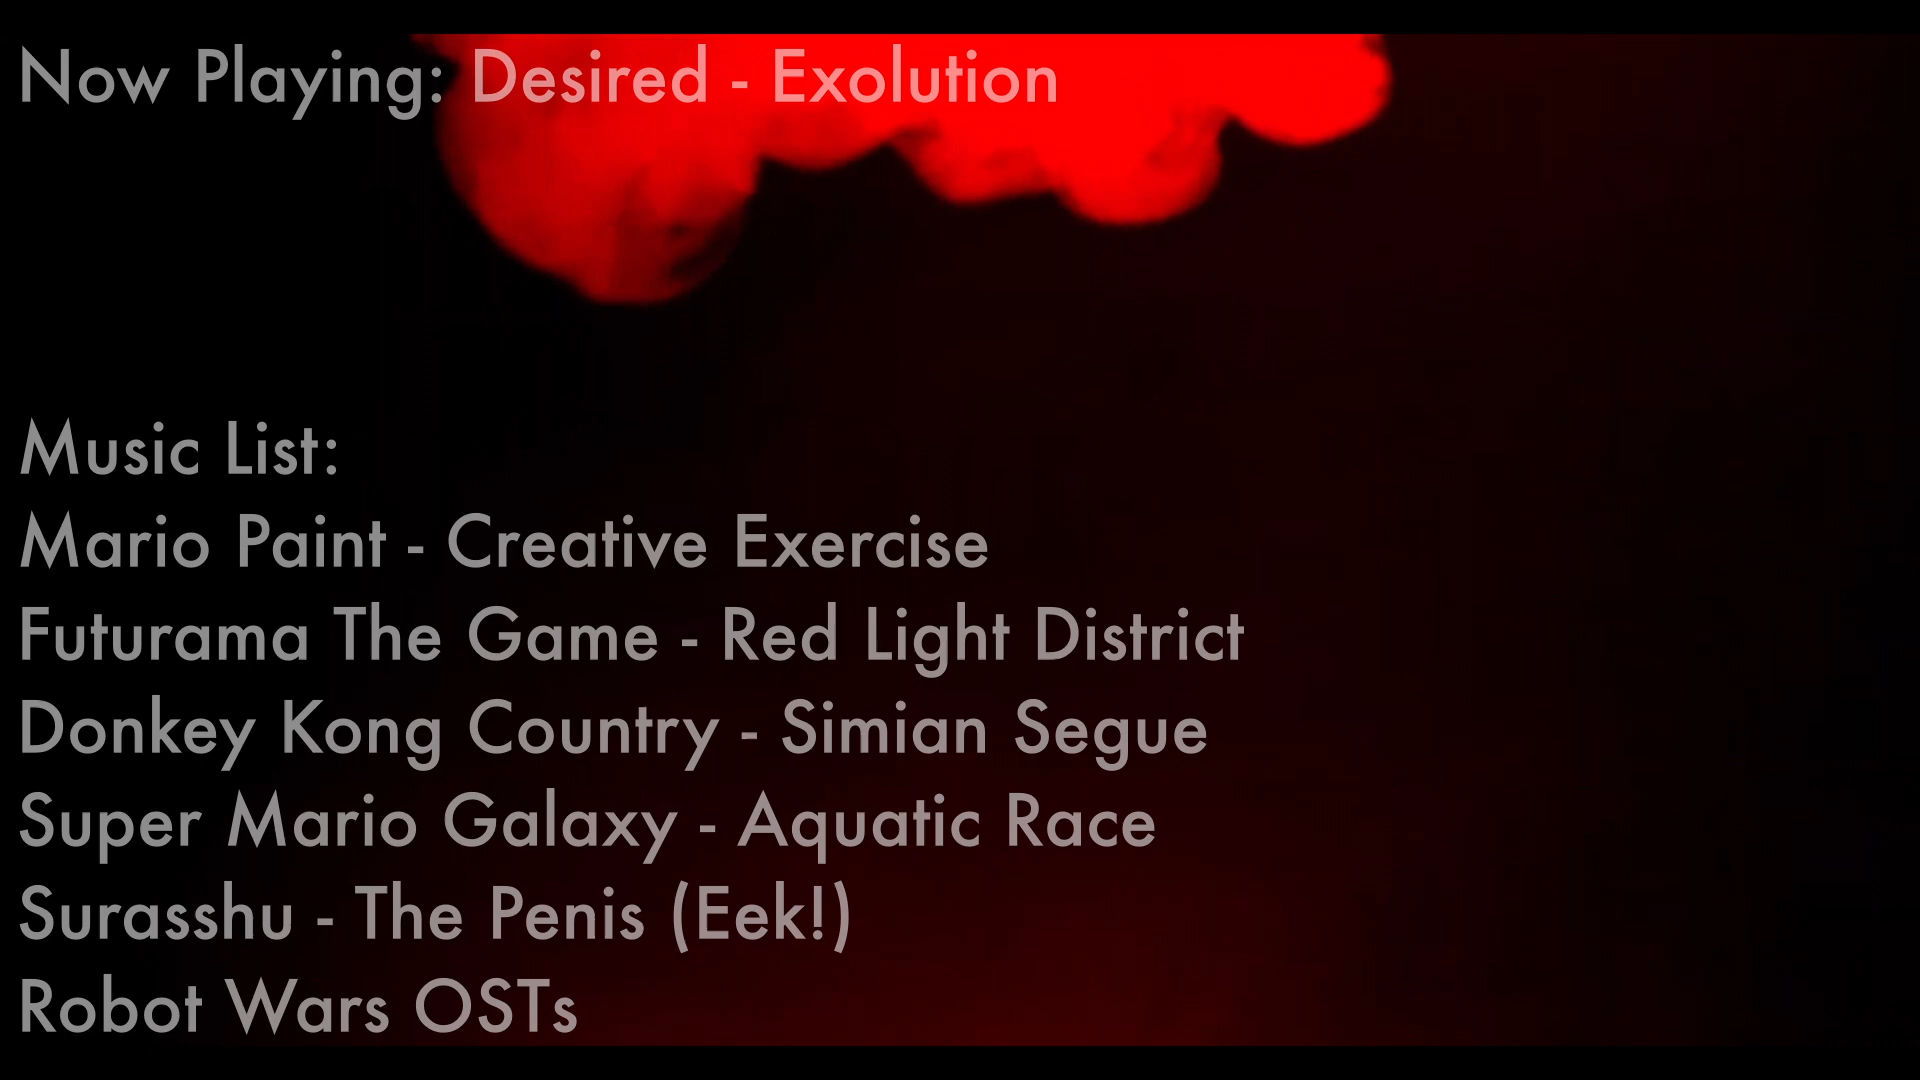 Now Playing: Desired - Exolution
Music List:
Mario Paint - Creative Exercise
Futurama The Game - Red Light District
Donkey Kong Country - Simian Segue
Super Mario Galaxy - Aquatic Race
Surasshu - The Penis (Eek!)
Robot Wars OSTs